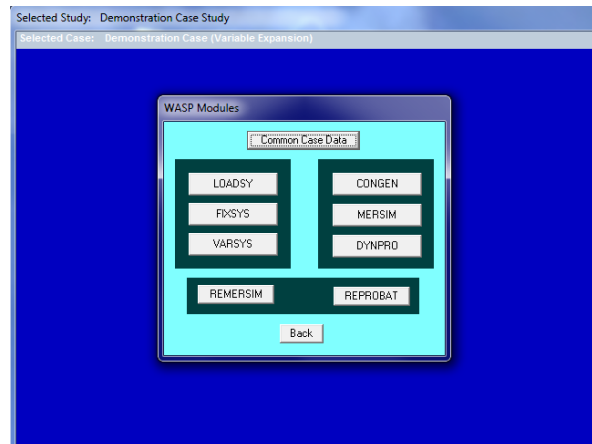 Selected Study: Demonstration Case Study
Selected Case: Demonstration Case (Variable Expansion)
WASP Modules
Common Case Data
LOADSY
CONGEN
FIXSYS
MERSIM
VARSYS
DYNPRO
REMERSIM
REPROBAT
Back